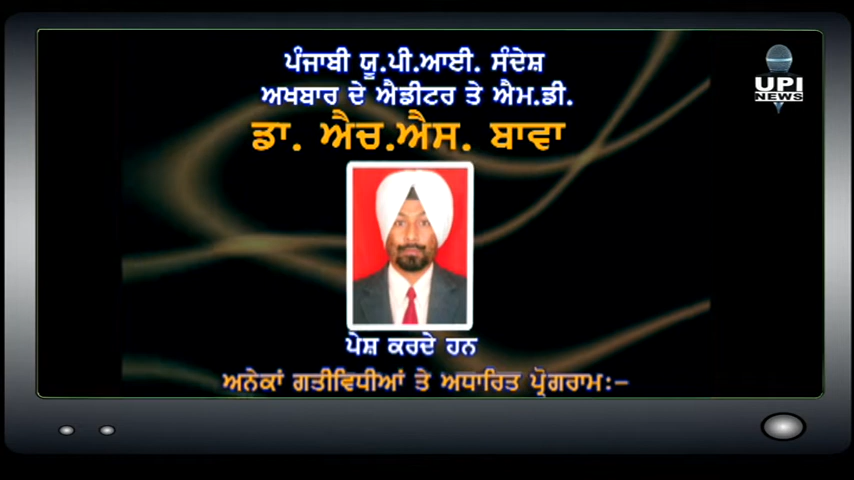 ਪੰਜਾਬੀ ਯੂ.ਪੀ.ਆਈ. ਸੰਦੇਸ਼
ਅਖਬਾਰ ਦੇ ਐਡੀਟਰ ਤੇ ਐਮ.ਡੀ.
ਡਾ. ਐਚ.ਐਸ. ਬਾਵਾ
ਪੇਸ਼ ਕਰਦੇ ਹਨ
ਅਨੇਕਾਂ ਗਤੀਵਿਧੀਆਂ ਤੇ ਅਧਾਰਿਤ ਪ੍ਰੋਗਰਾਮ:-
UPI
NEWS